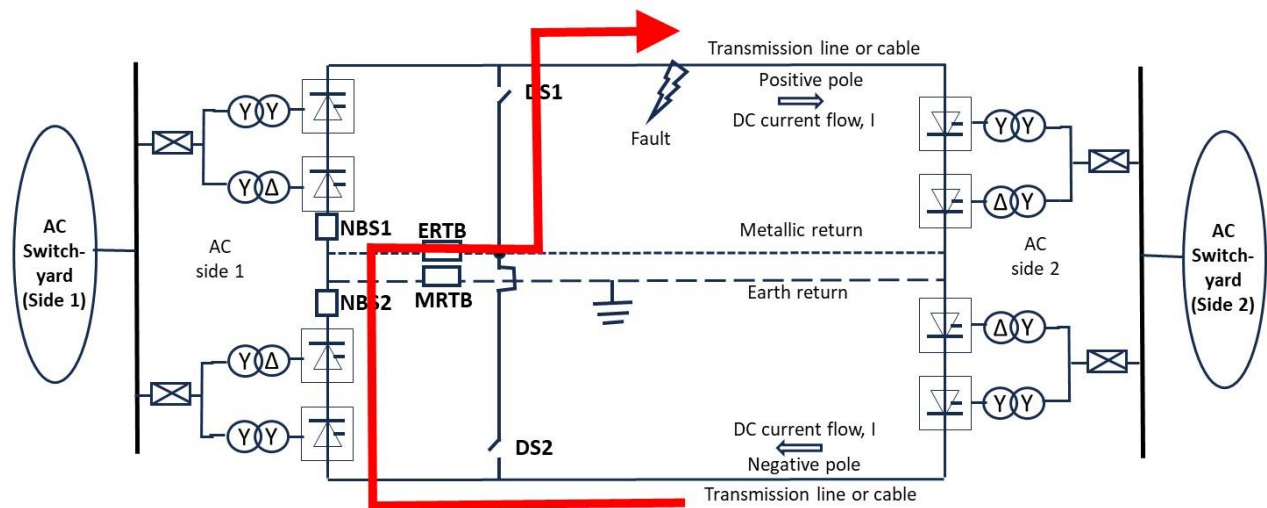 Transmission line or cable
Positive pole
DC current flow, I
DS1
Fault
Y Y
Y Y
Y Δ
Δ Y
AC
Switch-
yard
(Side 1)
AC
side 1
NBS1
ERTB
Metallic return
AC
side 2
AC
Switch-
yard
(Side 2)
NBS2
MRTB
Earth return
Y Δ
Δ Y
Y Y
Y Y
DS2
DC current flow, I
Negative pole
Transmission line or cable